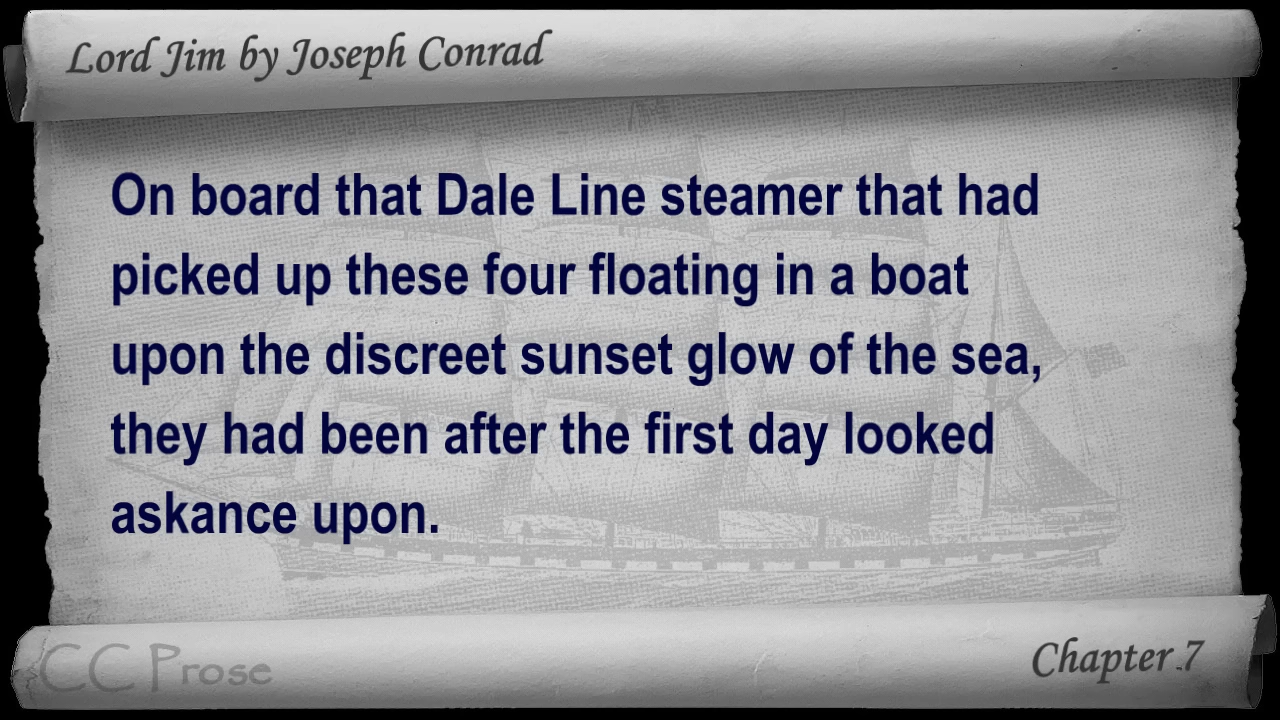 Lord Jim by Joseph Conrad
On board that Dale Line steamer that had
picked up these four floating in a boat
upon the discreet sunset glow of the sea,
they had been after the first day looked
askance upon.
CC Prose
Chapter 7